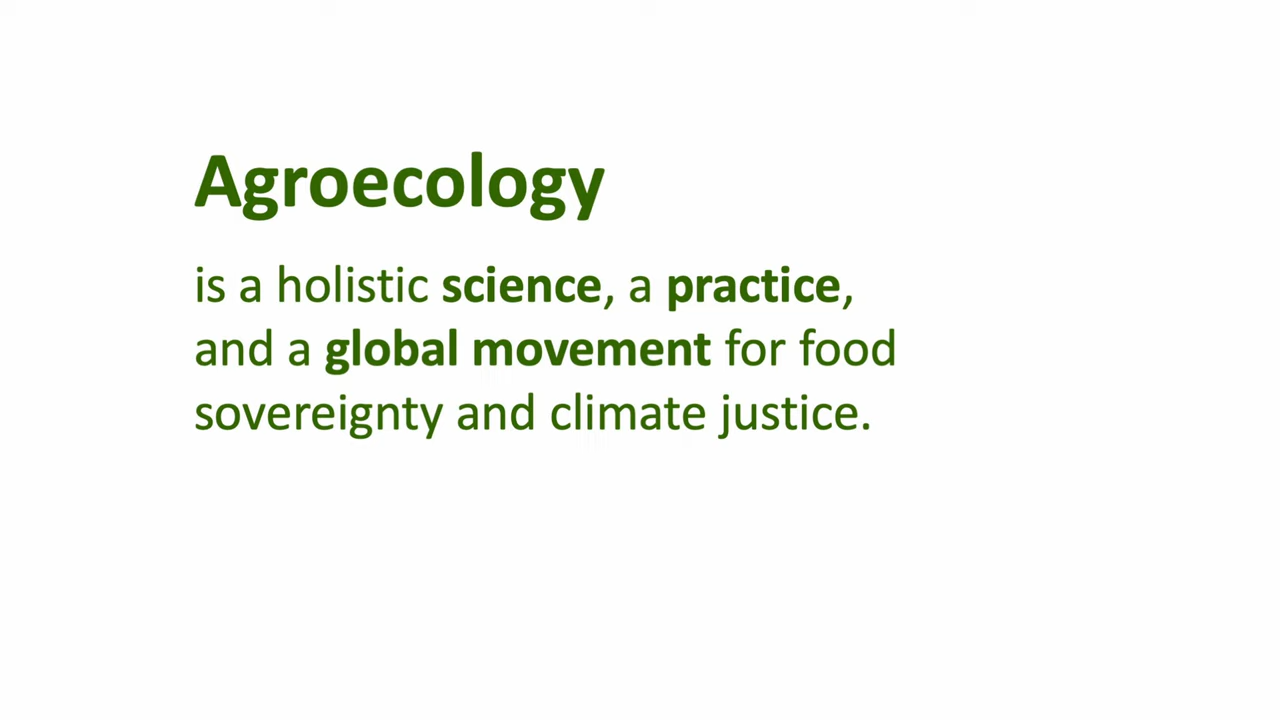 Agroecology
is a holistic science, a practice,
and a global movement for food
sovereignty and climate justice.